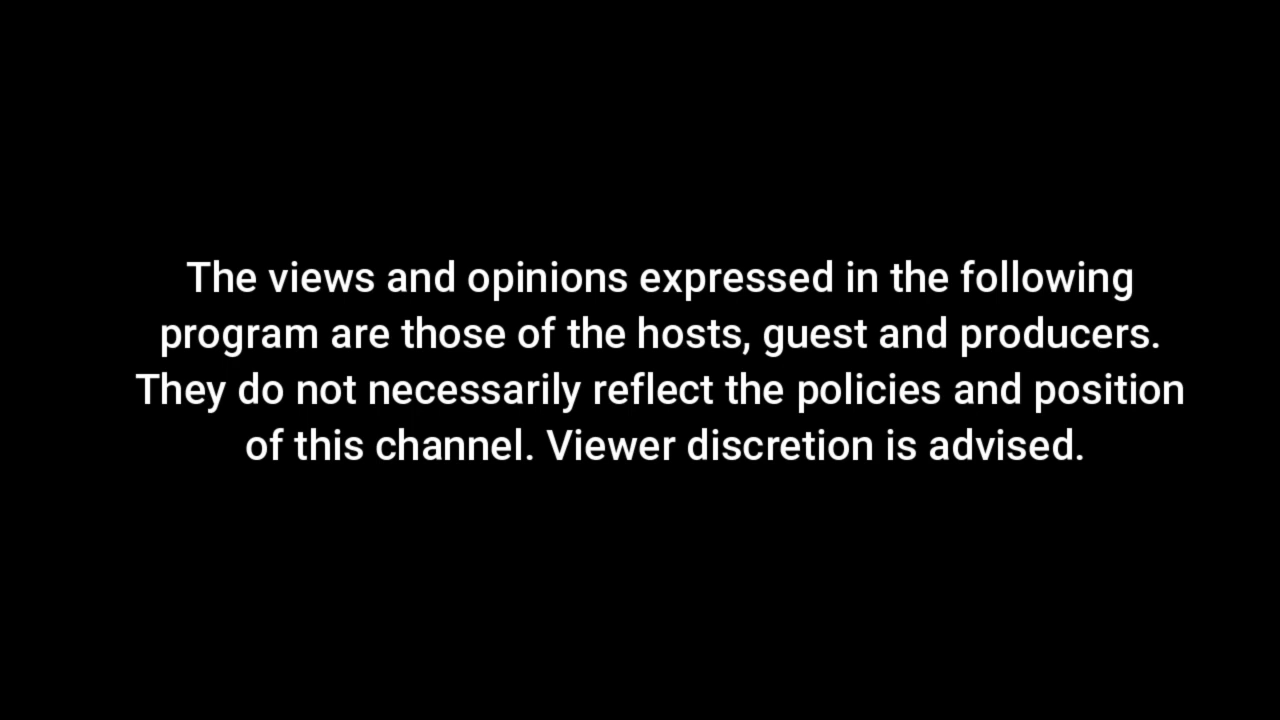 The views and opinions expressed in the following
program are those of the hosts, guest and producers.
They do not necessarily reflect the policies and position
of this channel. Viewer discretion is advised.